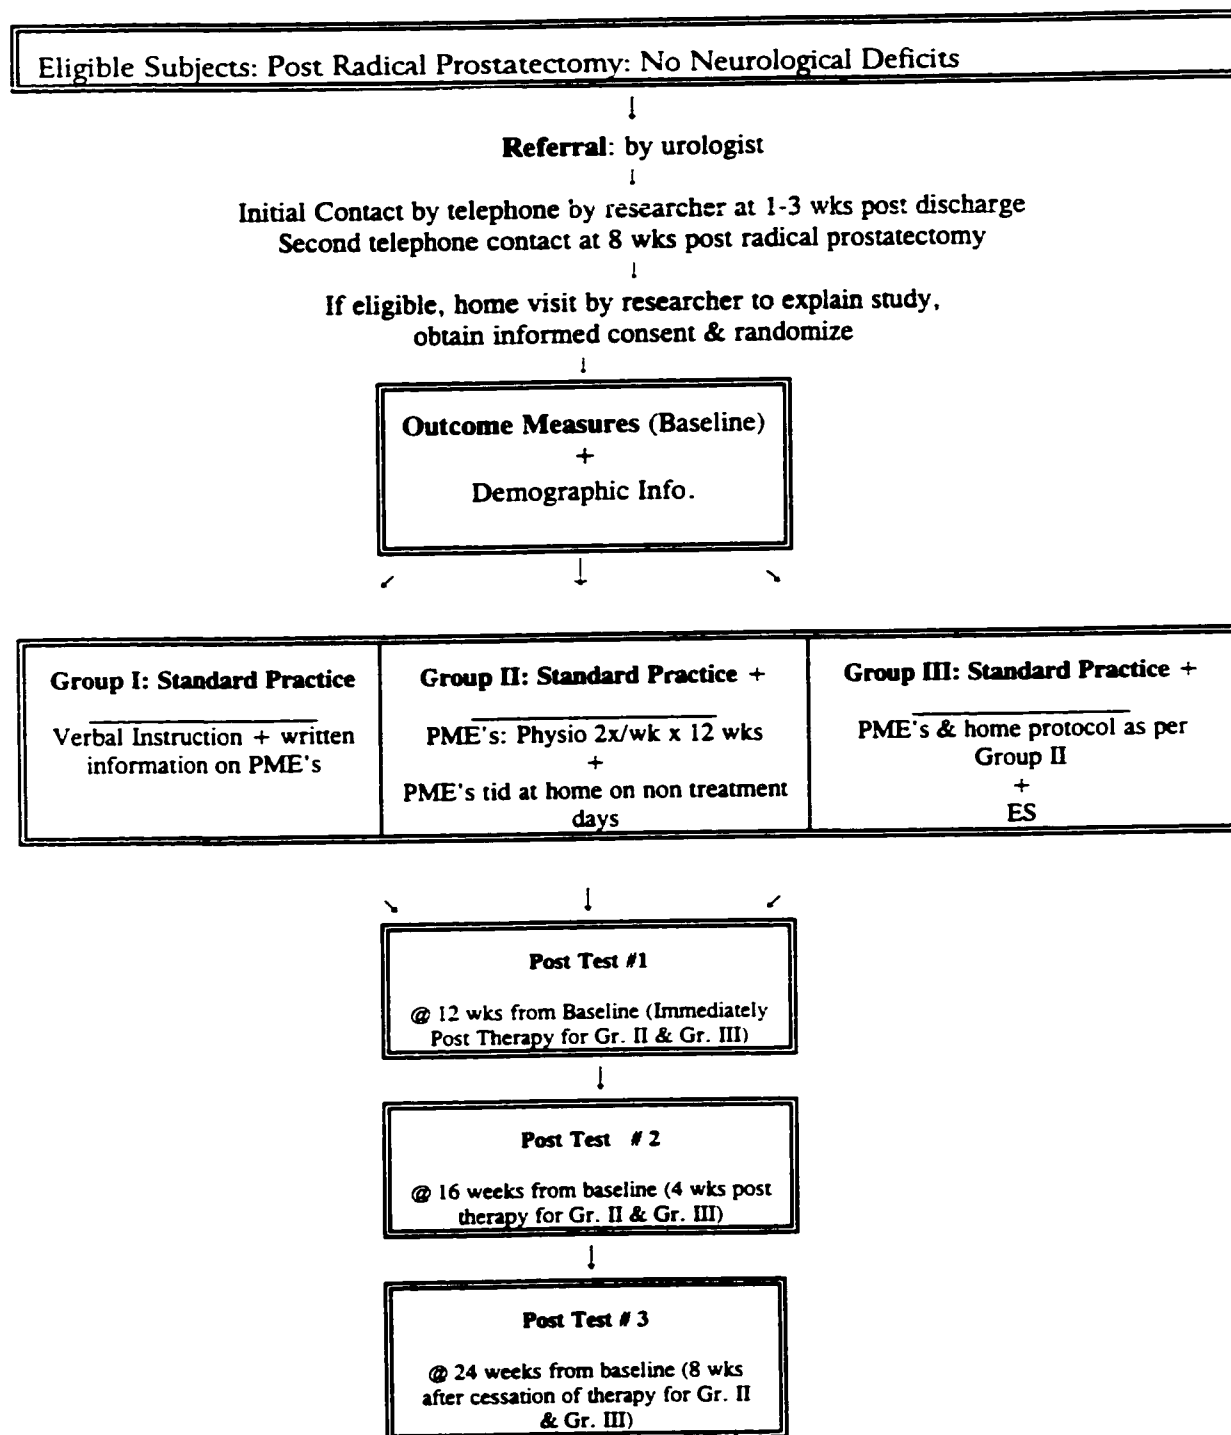 Eligible Subjects: Post Radical Prostatectomy: No Neurological Deficits
Referral: by urologist
Initial Contact by telephone by researcher at 1-3 wks post discharge
Second telephone contact at 8 wks post radical prostatectomy
If eligible, home visit by researcher to explain study,
obtain informed consent & randomize
Outcome Measures (Baseline)
+
Demographic Info.
Group I: Standard Practice
Verbal Instruction + written
information on PME's
Group II: Standard Practice +
PME's: Physio 2x/wk x 12 wks
+
PME's tid at home on non treatment
days
Group III: Standard Practice +
PME's & home protocol as per
Group II
+
ES
Post Test #1
@ 12 wks from Baseline (Immediately
Post Therapy for Gr. II & Gr. III)
Post Test # 2
@ 16 weeks from baseline (4 wks post
therapy for Gr. II & Gr. III)
Post Test # 3
@ 24 weeks from baseline (8 wks
after cessation of therapy for Gr. II
& Gr. III)